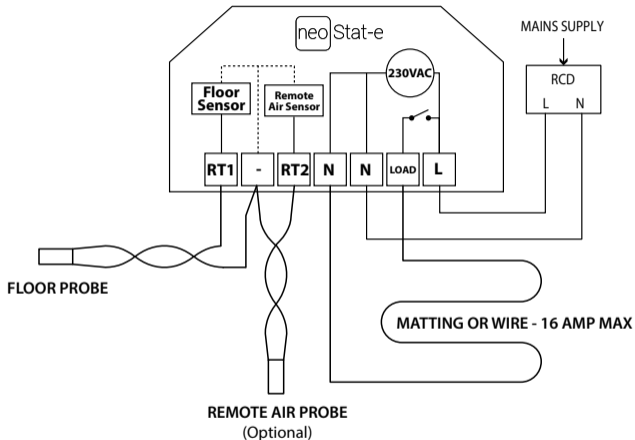 neo Stat-e
MAINS SUPPLY
230VAC
RCD
L N
Floor
Sensor
Remote
Air Sensor
RT1 - RT2 N N LOAD L
FLOOR PROBE
MATTING OR WIRE - 16 AMP MAX
REMOTE AIR PROBE
(Optional)